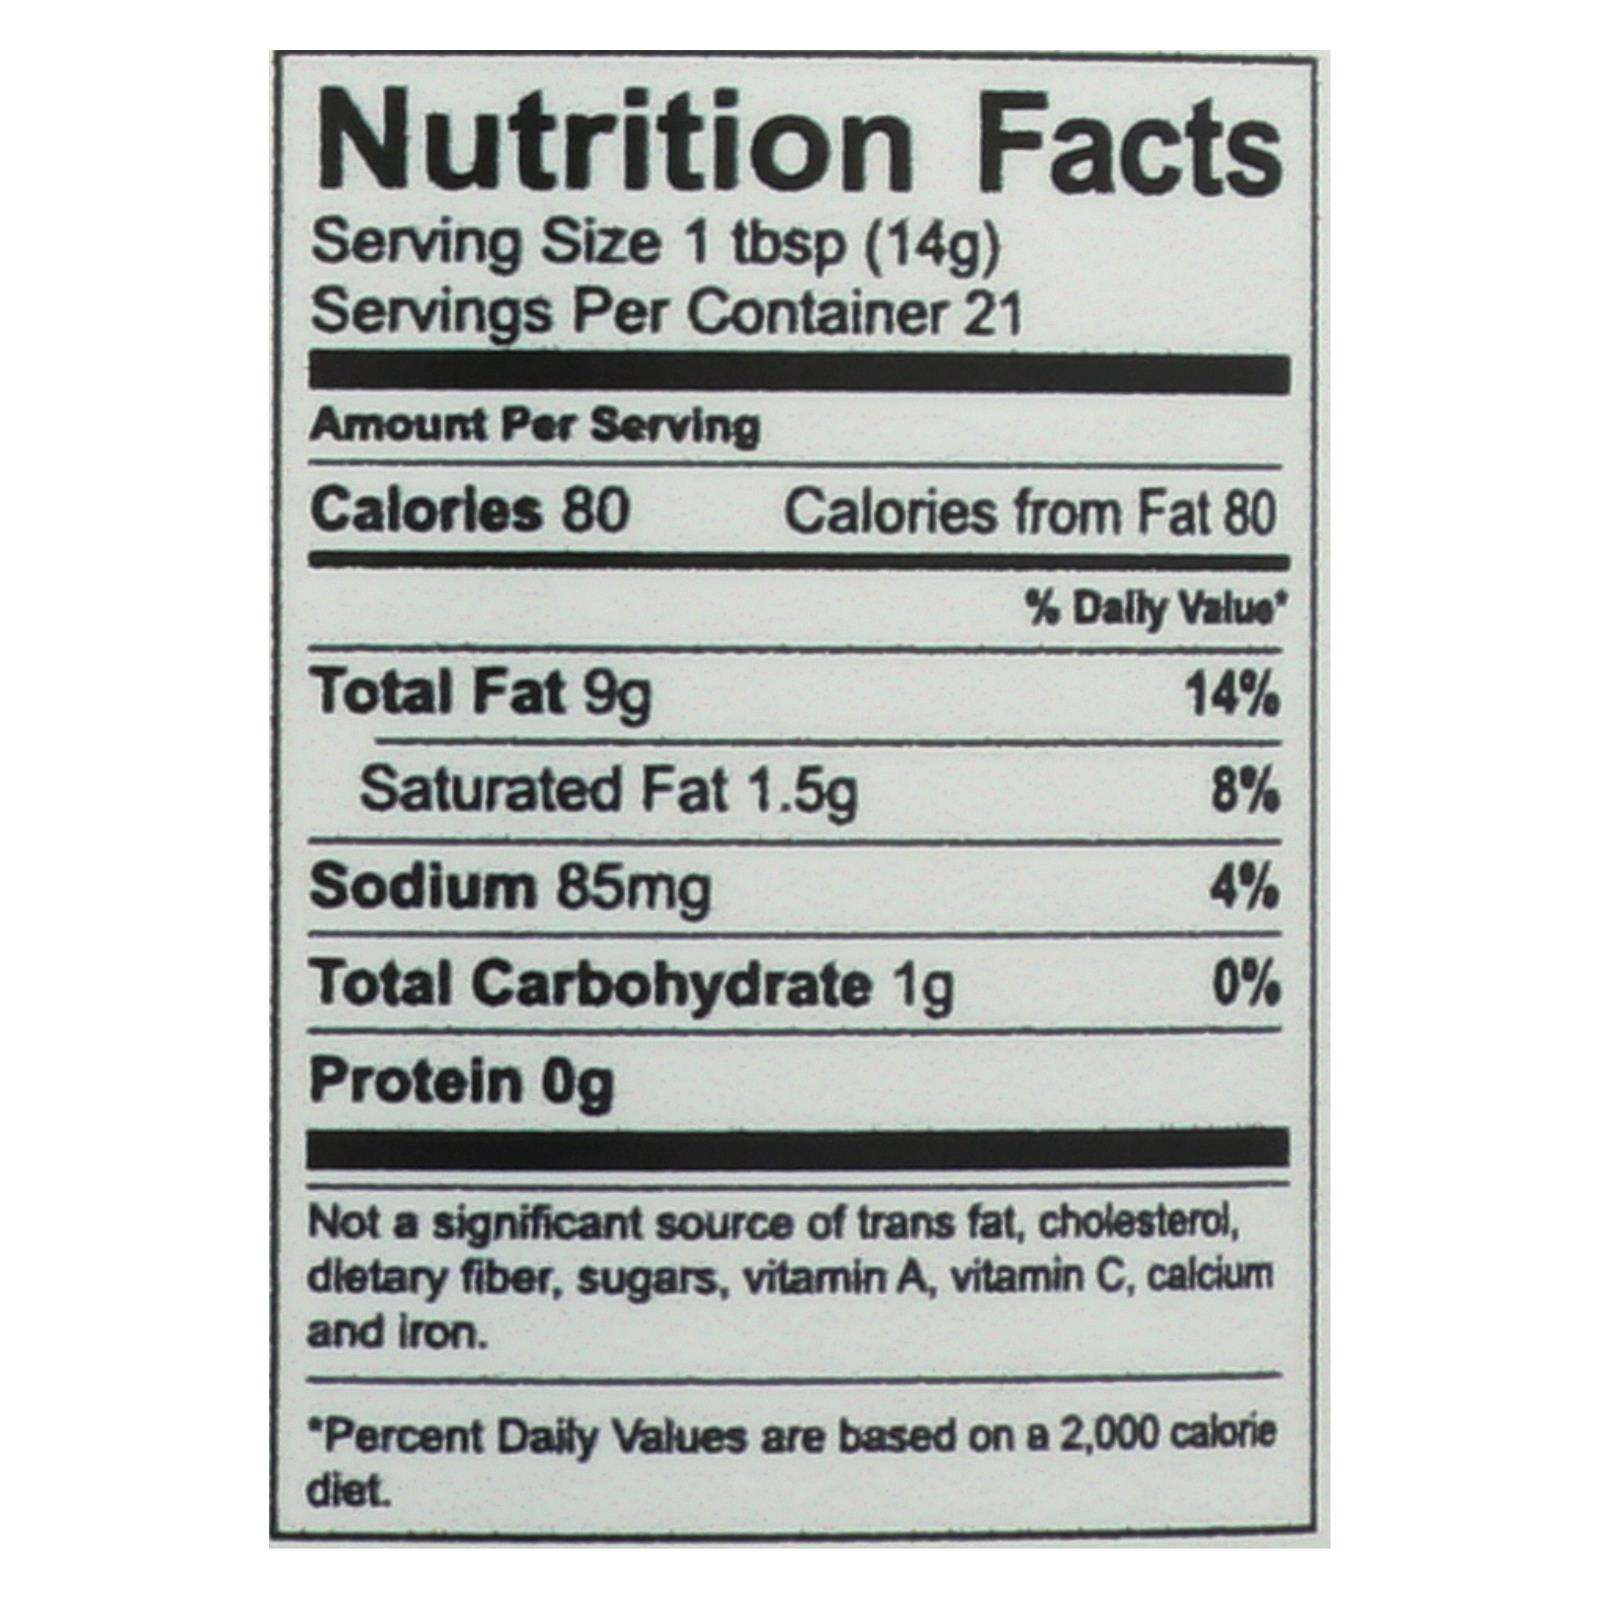 Nutrition Facts
Serving Size 1 tbsp (14g)
Servings Per Container 21
Amount Per Serving
Calories 80 Calories from Fat 80
% Daily Value*
Total Fat 9g 14%
Saturated Fat 1.5g 8%
Sodium 85mg 4%
Total Carbohydrate 1g 0%
Protein 0g
Not a significant source of trans fat, cholesterol,
dietary fiber, sugars, vitamin A, vitamin C, calcium
and iron.
*Percent Daily Values are based on a 2,000 calorie
diet.